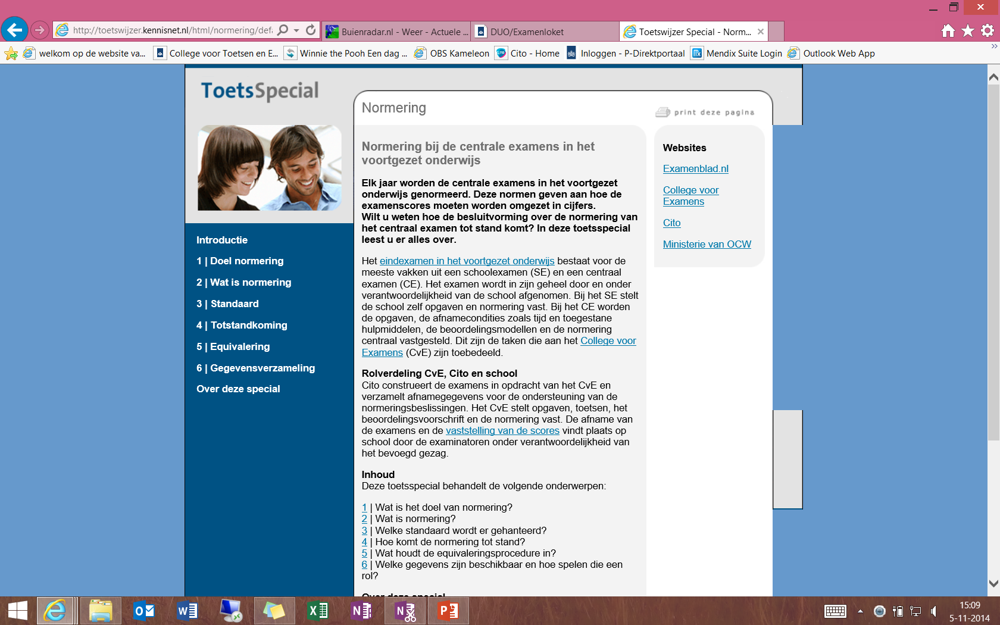 http://toetswijzer.kennisnet.nl/html/normering/defa
Buienradar.nl - Weer - Actuele ...
DUO/Examenloket
Toetswijzer Special - Norm...
welkom op de website va...
College voor Toetsen en E...
Winnie the Pooh Een dag ...
OBS Kameleon
Cito - Home
Inloggen - P-Direktportaal
Mendix Suite Login
Outlook Web App
ToetsSpecial
Normering
print deze pagina
Introductie
1 | Doel normering
2 | Wat is normering
3 | Standaard
4 | Totstandkoming
5 | Equivalering
6 | Gegevensverzameling
Over deze special
Normering bij de centrale examens in het
voortgezet onderwijs
Elk jaar worden de centrale examens in het voortgezet
onderwijs genormeerd. Deze normen geven aan hoe de
examenscores moeten worden omgezet in cijfers.
Wilt u weten hoe de besluitvorming over de normering van
het centraal examen tot stand komt? In deze toetsspecial
leest u er alles over.
Het eindexamen in het voortgezet onderwijs bestaat voor de
meeste vakken uit een schoolexamen (SE) en een centraal
examen (CE). Het examen wordt in zijn geheel door en onder
verantwoordelijkheid van de school afgenomen. Bij het SE stelt
de school zelf opgaven en normering vast. Bij het CE worden
de opgaven, de afnamecondities zoals tijd en toegestane
hulpmiddelen, de beoordelingsmodellen en de normering
centraal vastgesteld. Dit zijn de taken die aan het College voor
Examens (CvE) zijn toebedeeld.
Rolverdeling CvE, Cito en school
Cito construeert de examens in opdracht van het CvE en
verzamelt afnamegegevens voor de ondersteuning van de
normeringsbeslissingen. Het CvE stelt opgaven, toetsen, het
beoordelingsvoorschrift en de normering vast. De afname van
de examens en de vaststelling van de scores vindt plaats op
school door de examinatoren onder verantwoordelijkheid van
het bevoegd gezag.
Inhoud
Deze toetsspecial behandelt de volgende onderwerpen:
1 | Wat is het doel van normering?
2 | Wat is normering?
3 | Welke standaard wordt er gehanteerd?
4 | Hoe komt de normering tot stand?
5 | Wat houdt de equivaleringsprocedure in?
6 | Welke gegevens zijn beschikbaar en hoe spelen die een
rol?
Over deze special
Websites
Examenblad.nl
College voor
Examens
Cito
Ministerie van OCW
15:09
5-11-2014